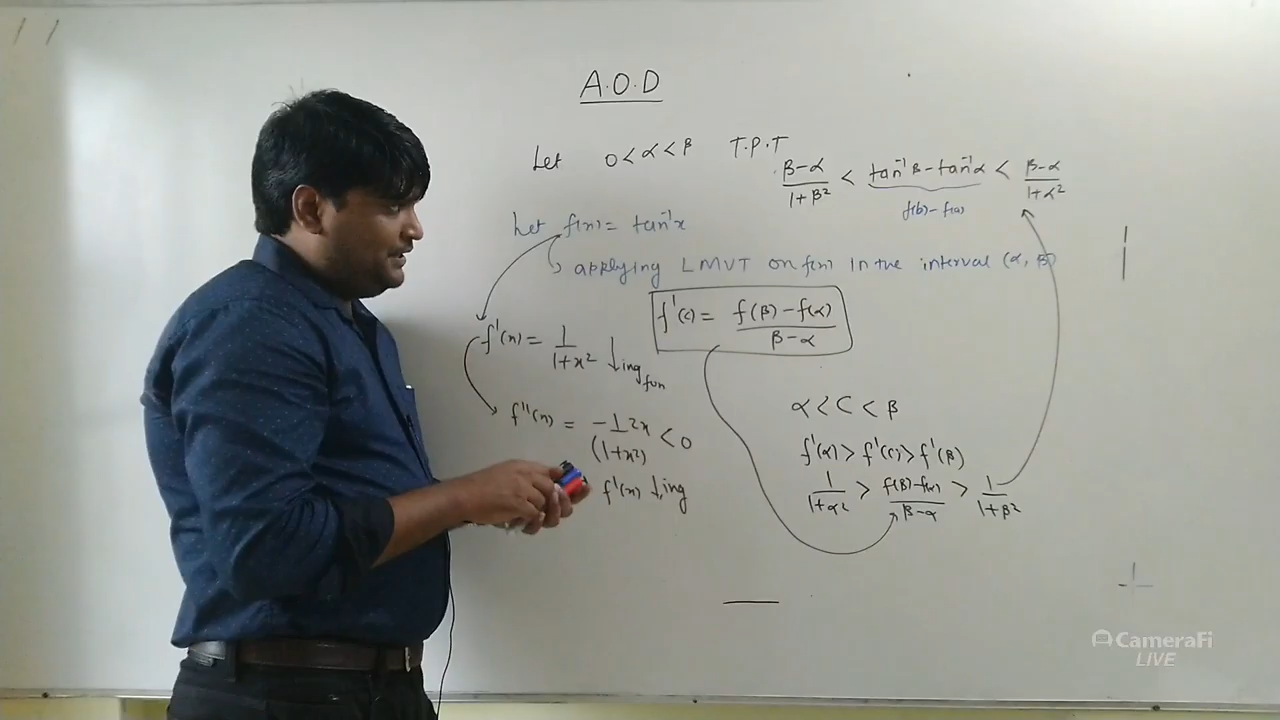 A.O.D
Let 0 < α < β T.P.T
β-α / 1+β² < tan⁻¹β - tan⁻¹α < β-α / 1+α²
f(b) - f(a)
Let f(x) = tan⁻¹x
applying LMVT on f(x) in the interval (α, β)
f'(c) = f(β) - f(α) / β-α
f'(x) = 1 / 1+x² ↓ing fun
f''(x) = -1 2x / (1+x²) < 0
f'(x) ↓ing
α < C < β
f'(α) > f'(c) > f'(β)
1 / 1+α² > f(β)-f(α) / β-α > 1 / 1+β²
CameraFi
LiVE